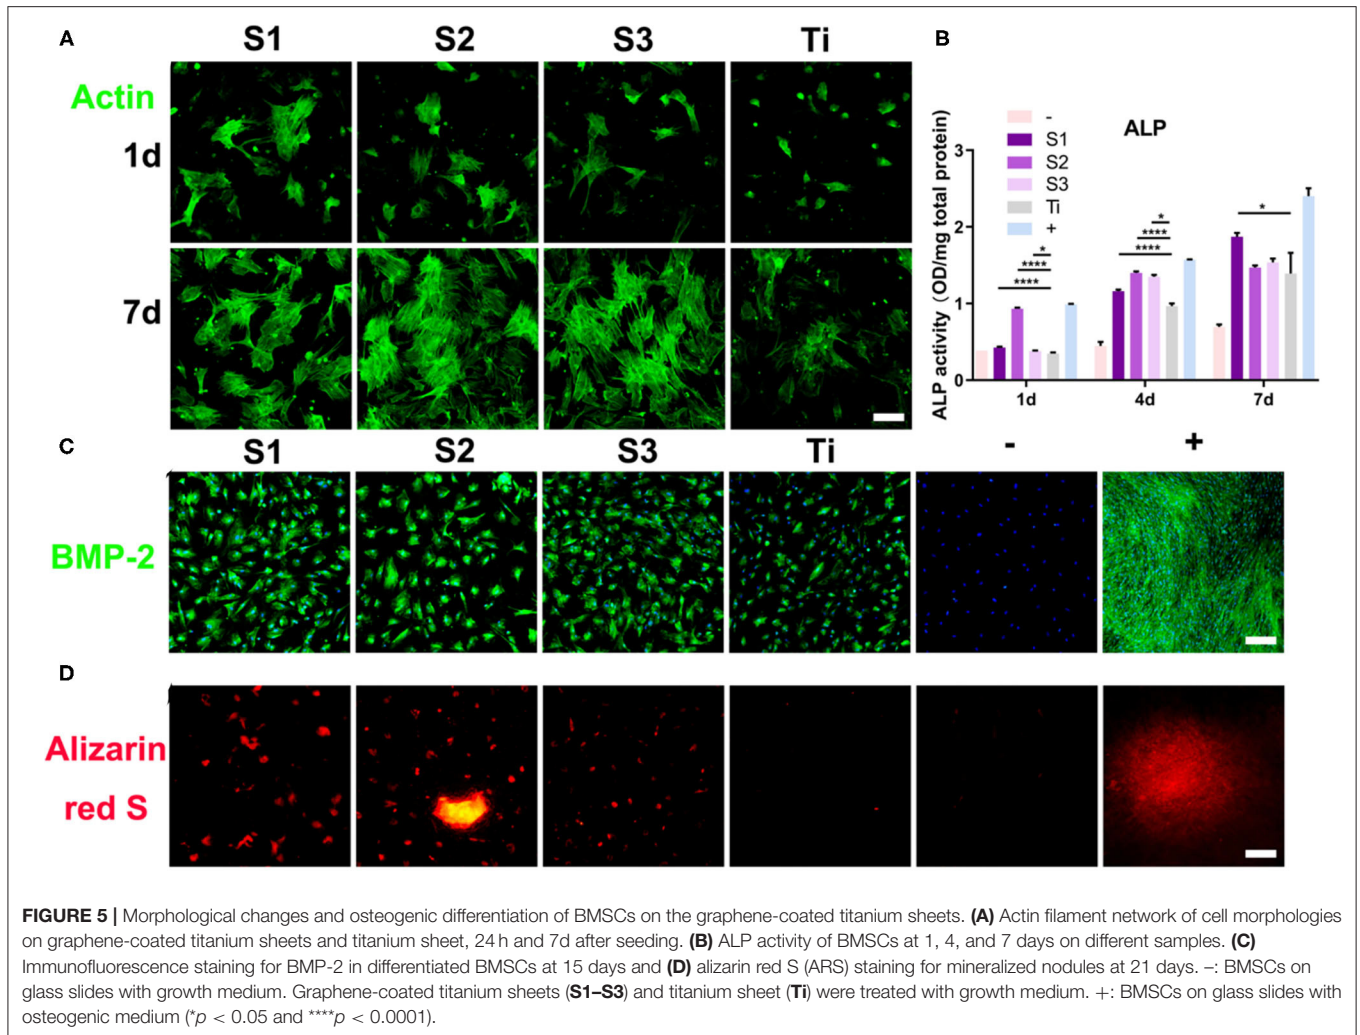 A
S1 S2 S3 Ti
Actin
1d
7d
B
-
S1
S2
S3
Ti
+
ALP
ALP activity (OD/mg total protein)
3
2
1
0
*
****
****
*
****
****
*
1d 4d 7d
C
S1 S2 S3 Ti - +
BMP-2
D
Alizarin
red S
FIGURE 5 | Morphological changes and osteogenic differentiation of BMSCs on the graphene-coated titanium sheets. (A) Actin filament network of cell morphologies
on graphene-coated titanium sheets and titanium sheet, 24 h and 7d after seeding. (B) ALP activity of BMSCs at 1, 4, and 7 days on different samples. (C)
Immunofluorescence staining for BMP-2 in differentiated BMSCs at 15 days and (D) alizarin red S (ARS) staining for mineralized nodules at 21 days. –: BMSCs on
glass slides with growth medium. Graphene-coated titanium sheets (S1–S3) and titanium sheet (Ti) were treated with growth medium. +: BMSCs on glass slides with
osteogenic medium (*p < 0.05 and ****p < 0.0001).